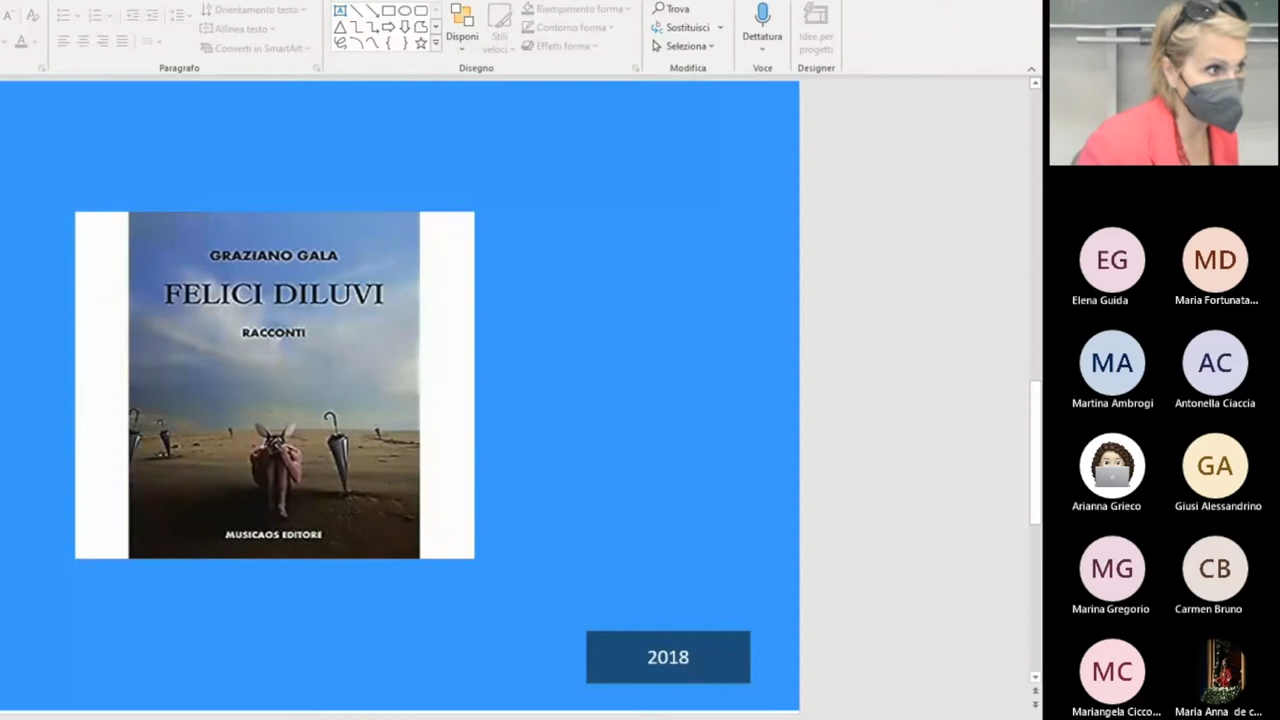 Orientamento testo
Allinea testo
Converti in SmartArt
Paragrafo
Disponi
Stili
veloci
Riempimento forma
Contorno forma
Effetti forma
Disegno
Trova
Sostituisci
Seleziona
Modifica
Dettatura
Voce
Idee per
progetti
Designer
GRAZIANO GALA
FELICI DILUVI
RACCONTI
MUSICAOS EDITORE
2018
EG
Elena Guida
MD
Maria Fortunata...
MA
Martina Ambrogi
AC
Antonella Ciaccia
Arianna Grieco
GA
Giusi Alessandrino
MG
Marina Gregorio
CB
Carmen Bruno
MC
Mariangela Cicco...
Maria Anna de c...